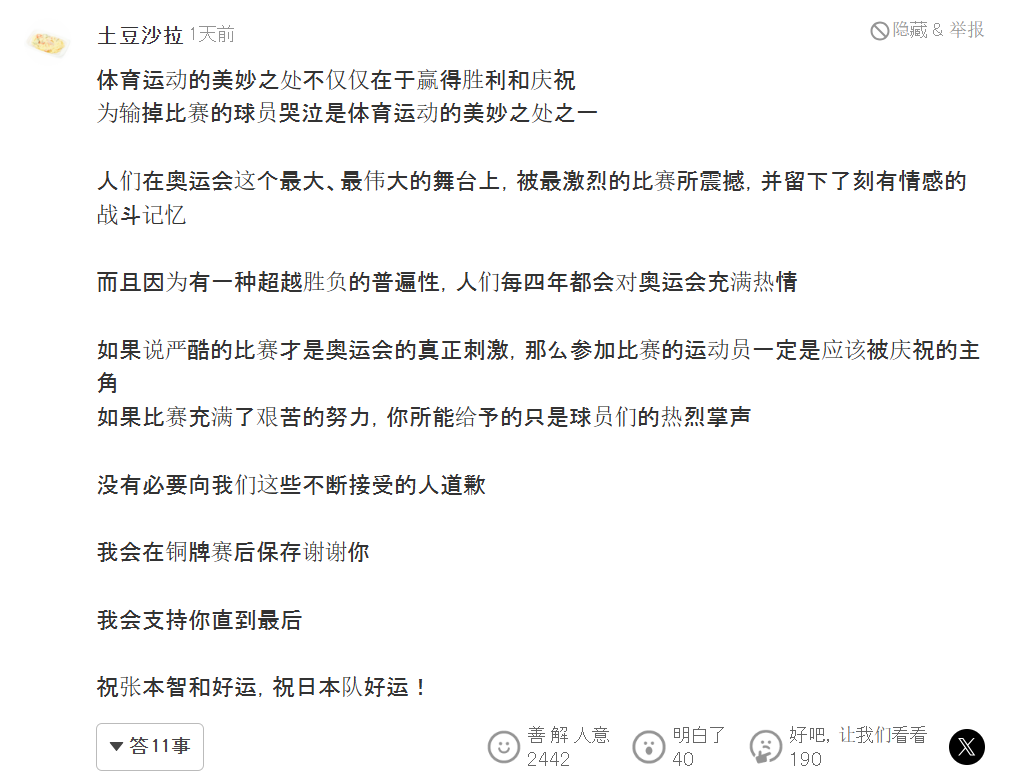 土豆沙拉 1天前
隐藏 & 举报
体育运动的美妙之处不仅仅在于赢得胜利和庆祝
为输掉比赛的球员哭泣是体育运动的美妙之处之一
人们在奥运会这个最大、最伟大的舞台上, 被最激烈的比赛所震撼, 并留下了刻有情感的
战斗记忆
而且因为有一种超越胜负的普遍性, 人们每四年都会对奥运会充满热情
如果说严酷的比赛才是奥运会的真正刺激, 那么参加比赛的运动员一定是应该被庆祝的主
角
如果比赛充满了艰苦的努力, 你所能给予的只是球员们的热烈掌声
没有必要向我们这些不断接受的人道歉
我会在铜牌赛后保存谢谢你
我会支持你直到最后
祝张本智和好运, 祝日本队好运！
答11事
善 解 人意
2442
明白了
40
好吧, 让我们看看
190